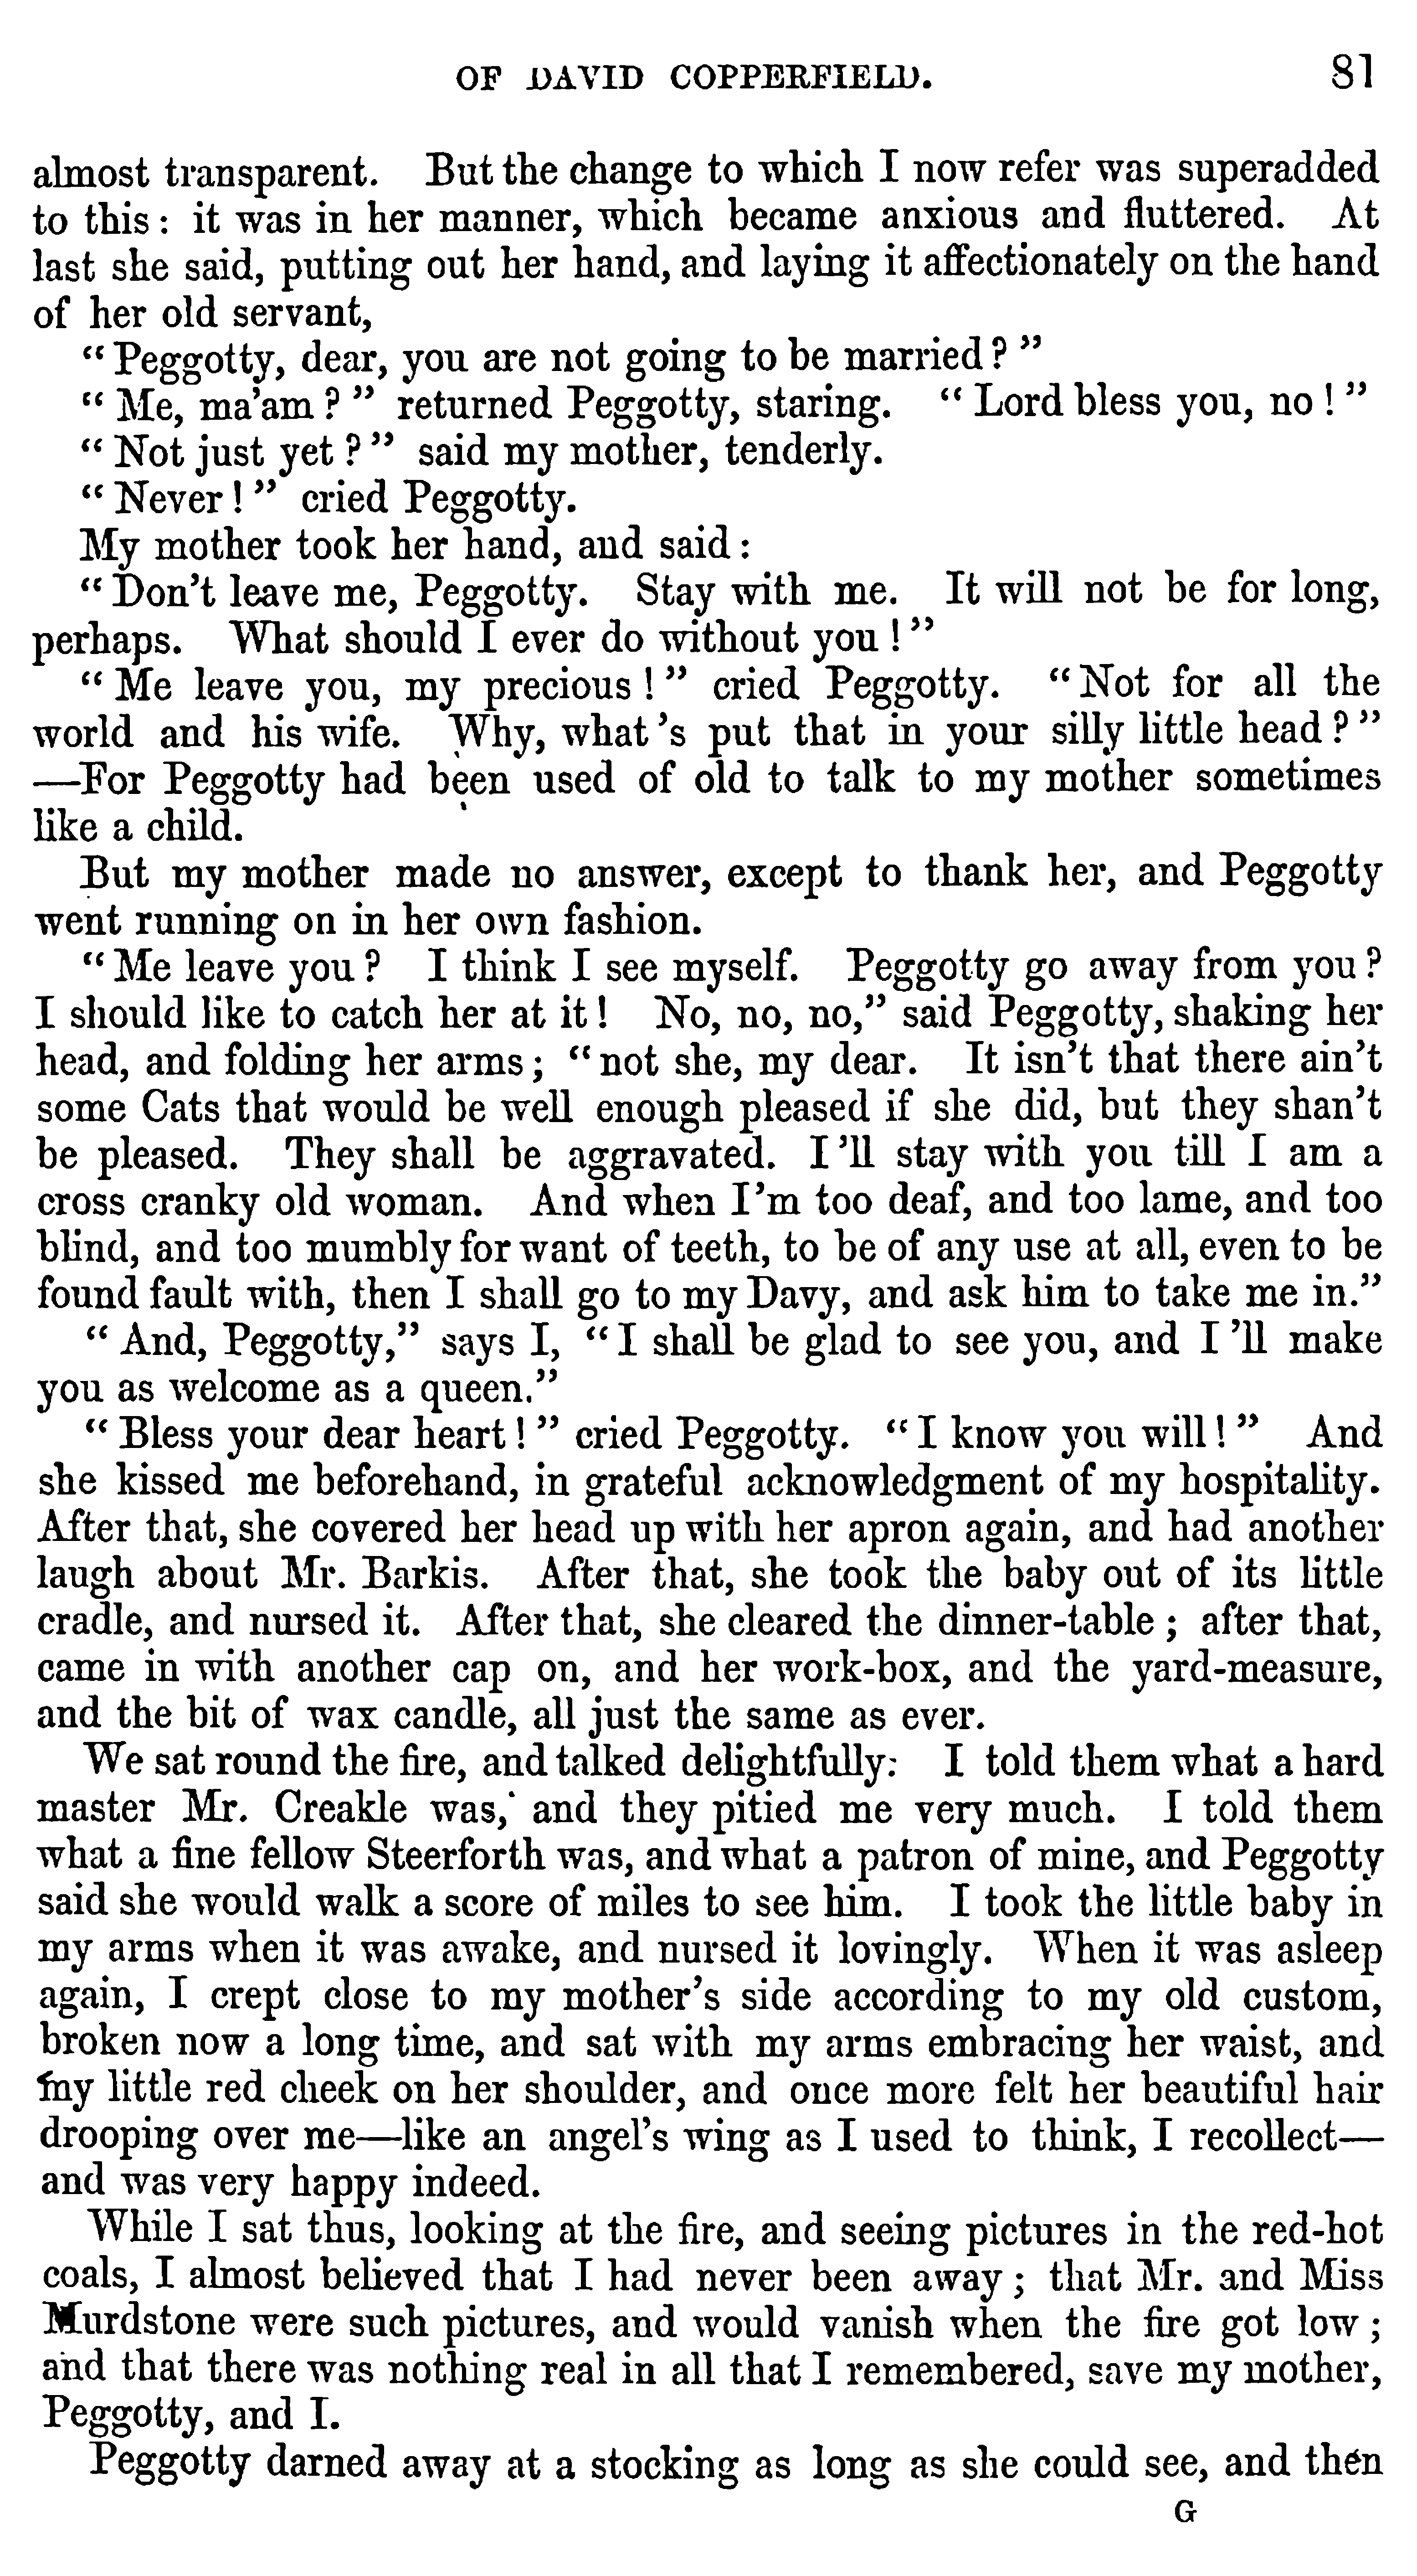 OF DAVID COPPERFIELD. 81
almost transparent. But the change to which I now refer was superadded
to this: it was in her manner, which became anxious and fluttered. At
last she said, putting out her hand, and laying it affectionately on the hand
of her old servant,
"Peggotty, dear, you are not going to be married?"
"Me, ma'am?" returned Peggotty, staring. "Lord bless you, no!"
"Not just yet?" said my mother, tenderly.
"Never!" cried Peggotty.
My mother took her hand, and said:
"Don't leave me, Peggotty. Stay with me. It will not be for long,
perhaps. What should I ever do without you!"
"Me leave you, my precious!" cried Peggotty. "Not for all the
world and his wife. Why, what's put that in your silly little head?"
—For Peggotty had been used of old to talk to my mother sometimes
like a child.
But my mother made no answer, except to thank her, and Peggotty
went running on in her own fashion.
"Me leave you? I think I see myself. Peggotty go away from you?
I should like to catch her at it! No, no, no," said Peggotty, shaking her
head, and folding her arms; "not she, my dear. It isn't that there ain't
some Cats that would be well enough pleased if she did, but they shan't
be pleased. They shall be aggravated. I'll stay with you till I am a
cross cranky old woman. And when I'm too deaf, and too lame, and too
blind, and too mumbly for want of teeth, to be of any use at all, even to be
found fault with, then I shall go to my Davy, and ask him to take me in."
"And, Peggotty," says I, "I shall be glad to see you, and I'll make
you as welcome as a queen."
"Bless your dear heart!" cried Peggotty. "I know you will!" And
she kissed me beforehand, in grateful acknowledgment of my hospitality.
After that, she covered her head up with her apron again, and had another
laugh about Mr. Barkis. After that, she took the baby out of its little
cradle, and nursed it. After that, she cleared the dinner-table; after that,
came in with another cap on, and her work-box, and the yard-measure,
and the bit of wax candle, all just the same as ever.
We sat round the fire, and talked delightfully: I told them what a hard
master Mr. Creakle was, and they pitied me very much. I told them
what a fine fellow Steerforth was, and what a patron of mine, and Peggotty
said she would walk a score of miles to see him. I took the little baby in
my arms when it was awake, and nursed it lovingly. When it was asleep
again, I crept close to my mother's side according to my old custom,
broken now a long time, and sat with my arms embracing her waist, and
my little red cheek on her shoulder, and once more felt her beautiful hair
drooping over me—like an angel's wing as I used to think, I recollect—
and was very happy indeed.
While I sat thus, looking at the fire, and seeing pictures in the red-hot
coals, I almost believed that I had never been away; that Mr. and Miss
Murdstone were such pictures, and would vanish when the fire got low;
and that there was nothing real in all that I remembered, save my mother,
Peggotty, and I.
Peggotty darned away at a stocking as long as she could see, and then
G